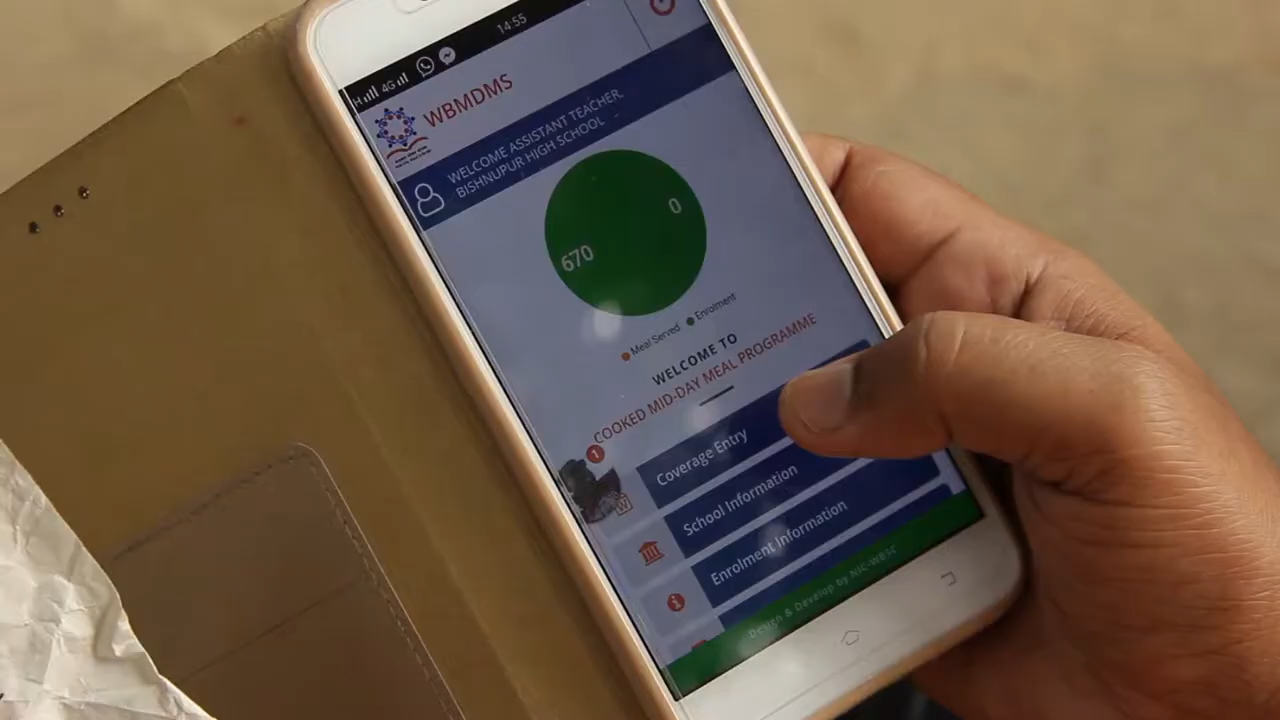 H 4G 14:55
WBMDMS
WELCOME ASSISTANT TEACHER,
BISHNUPUR HIGH SCHOOL
0
670
Meal Served Enrolment
WELCOME TO
COOKED MID-DAY MEAL PROGRAMME
1
Coverage Entry
School Information
Enrolment Information
Design & Develop by NIC-WBSC